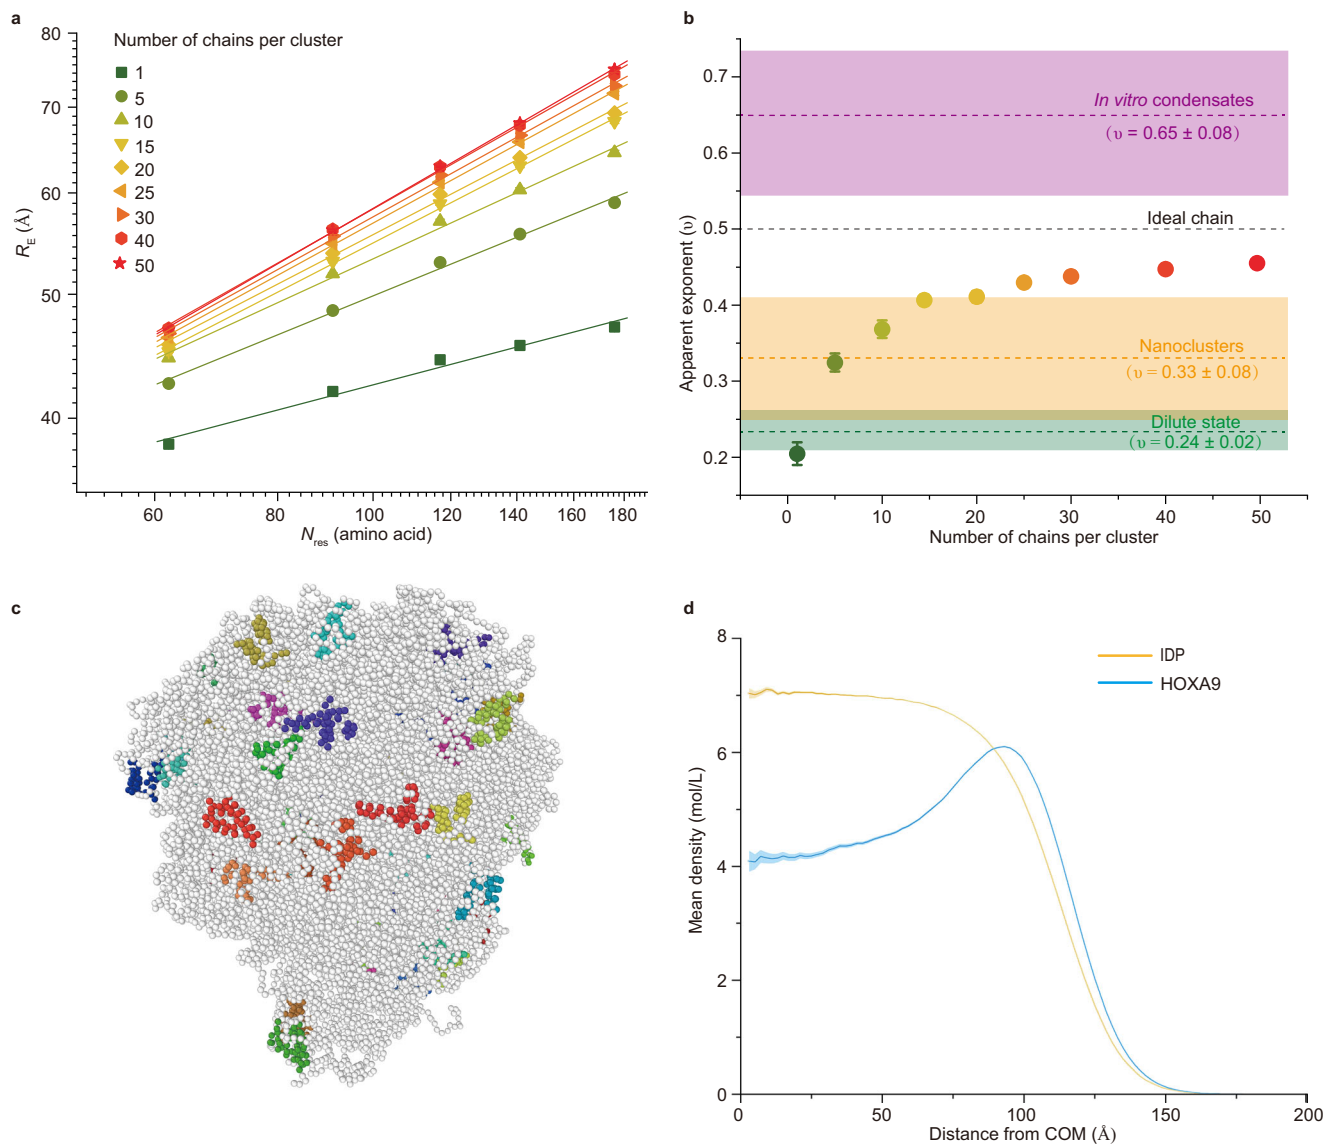 a
80
70
60
50
40
R_E (Å)
Number of chains per cluster
1
5
10
15
20
25
30
40
50
60 80 100 120 140 160 180
N_res (amino acid)
b
0.7
0.6
0.5
0.4
0.3
0.2
Apparent exponent (υ)
In vitro condensates
(υ = 0.65 ± 0.08)
Ideal chain
Nanoclusters
(υ = 0.33 ± 0.08)
Dilute state
(υ = 0.24 ± 0.02)
0 10 20 30 40 50
Number of chains per cluster
c
d
8
6
4
2
0
Mean density (mol/L)
IDP
HOXA9
0 50 100 150 200
Distance from COM (Å)